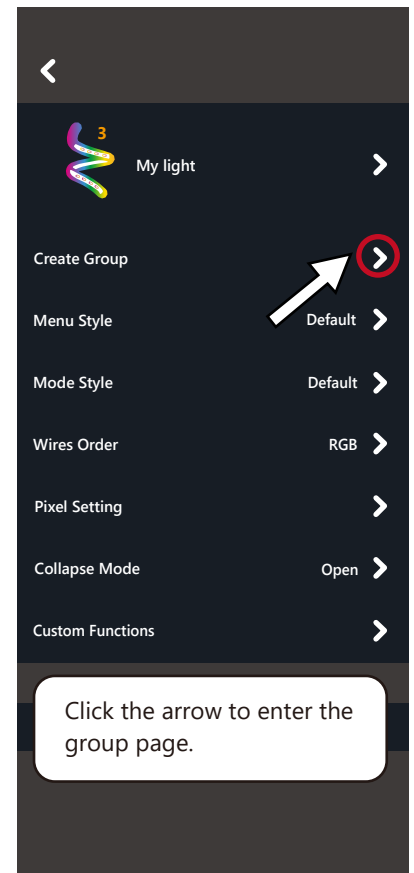 3
My light
Create Group
Menu Style Default
Mode Style Default
Wires Order RGB
Pixel Setting
Collapse Mode Open
Custom Functions
Click the arrow to enter the
group page.